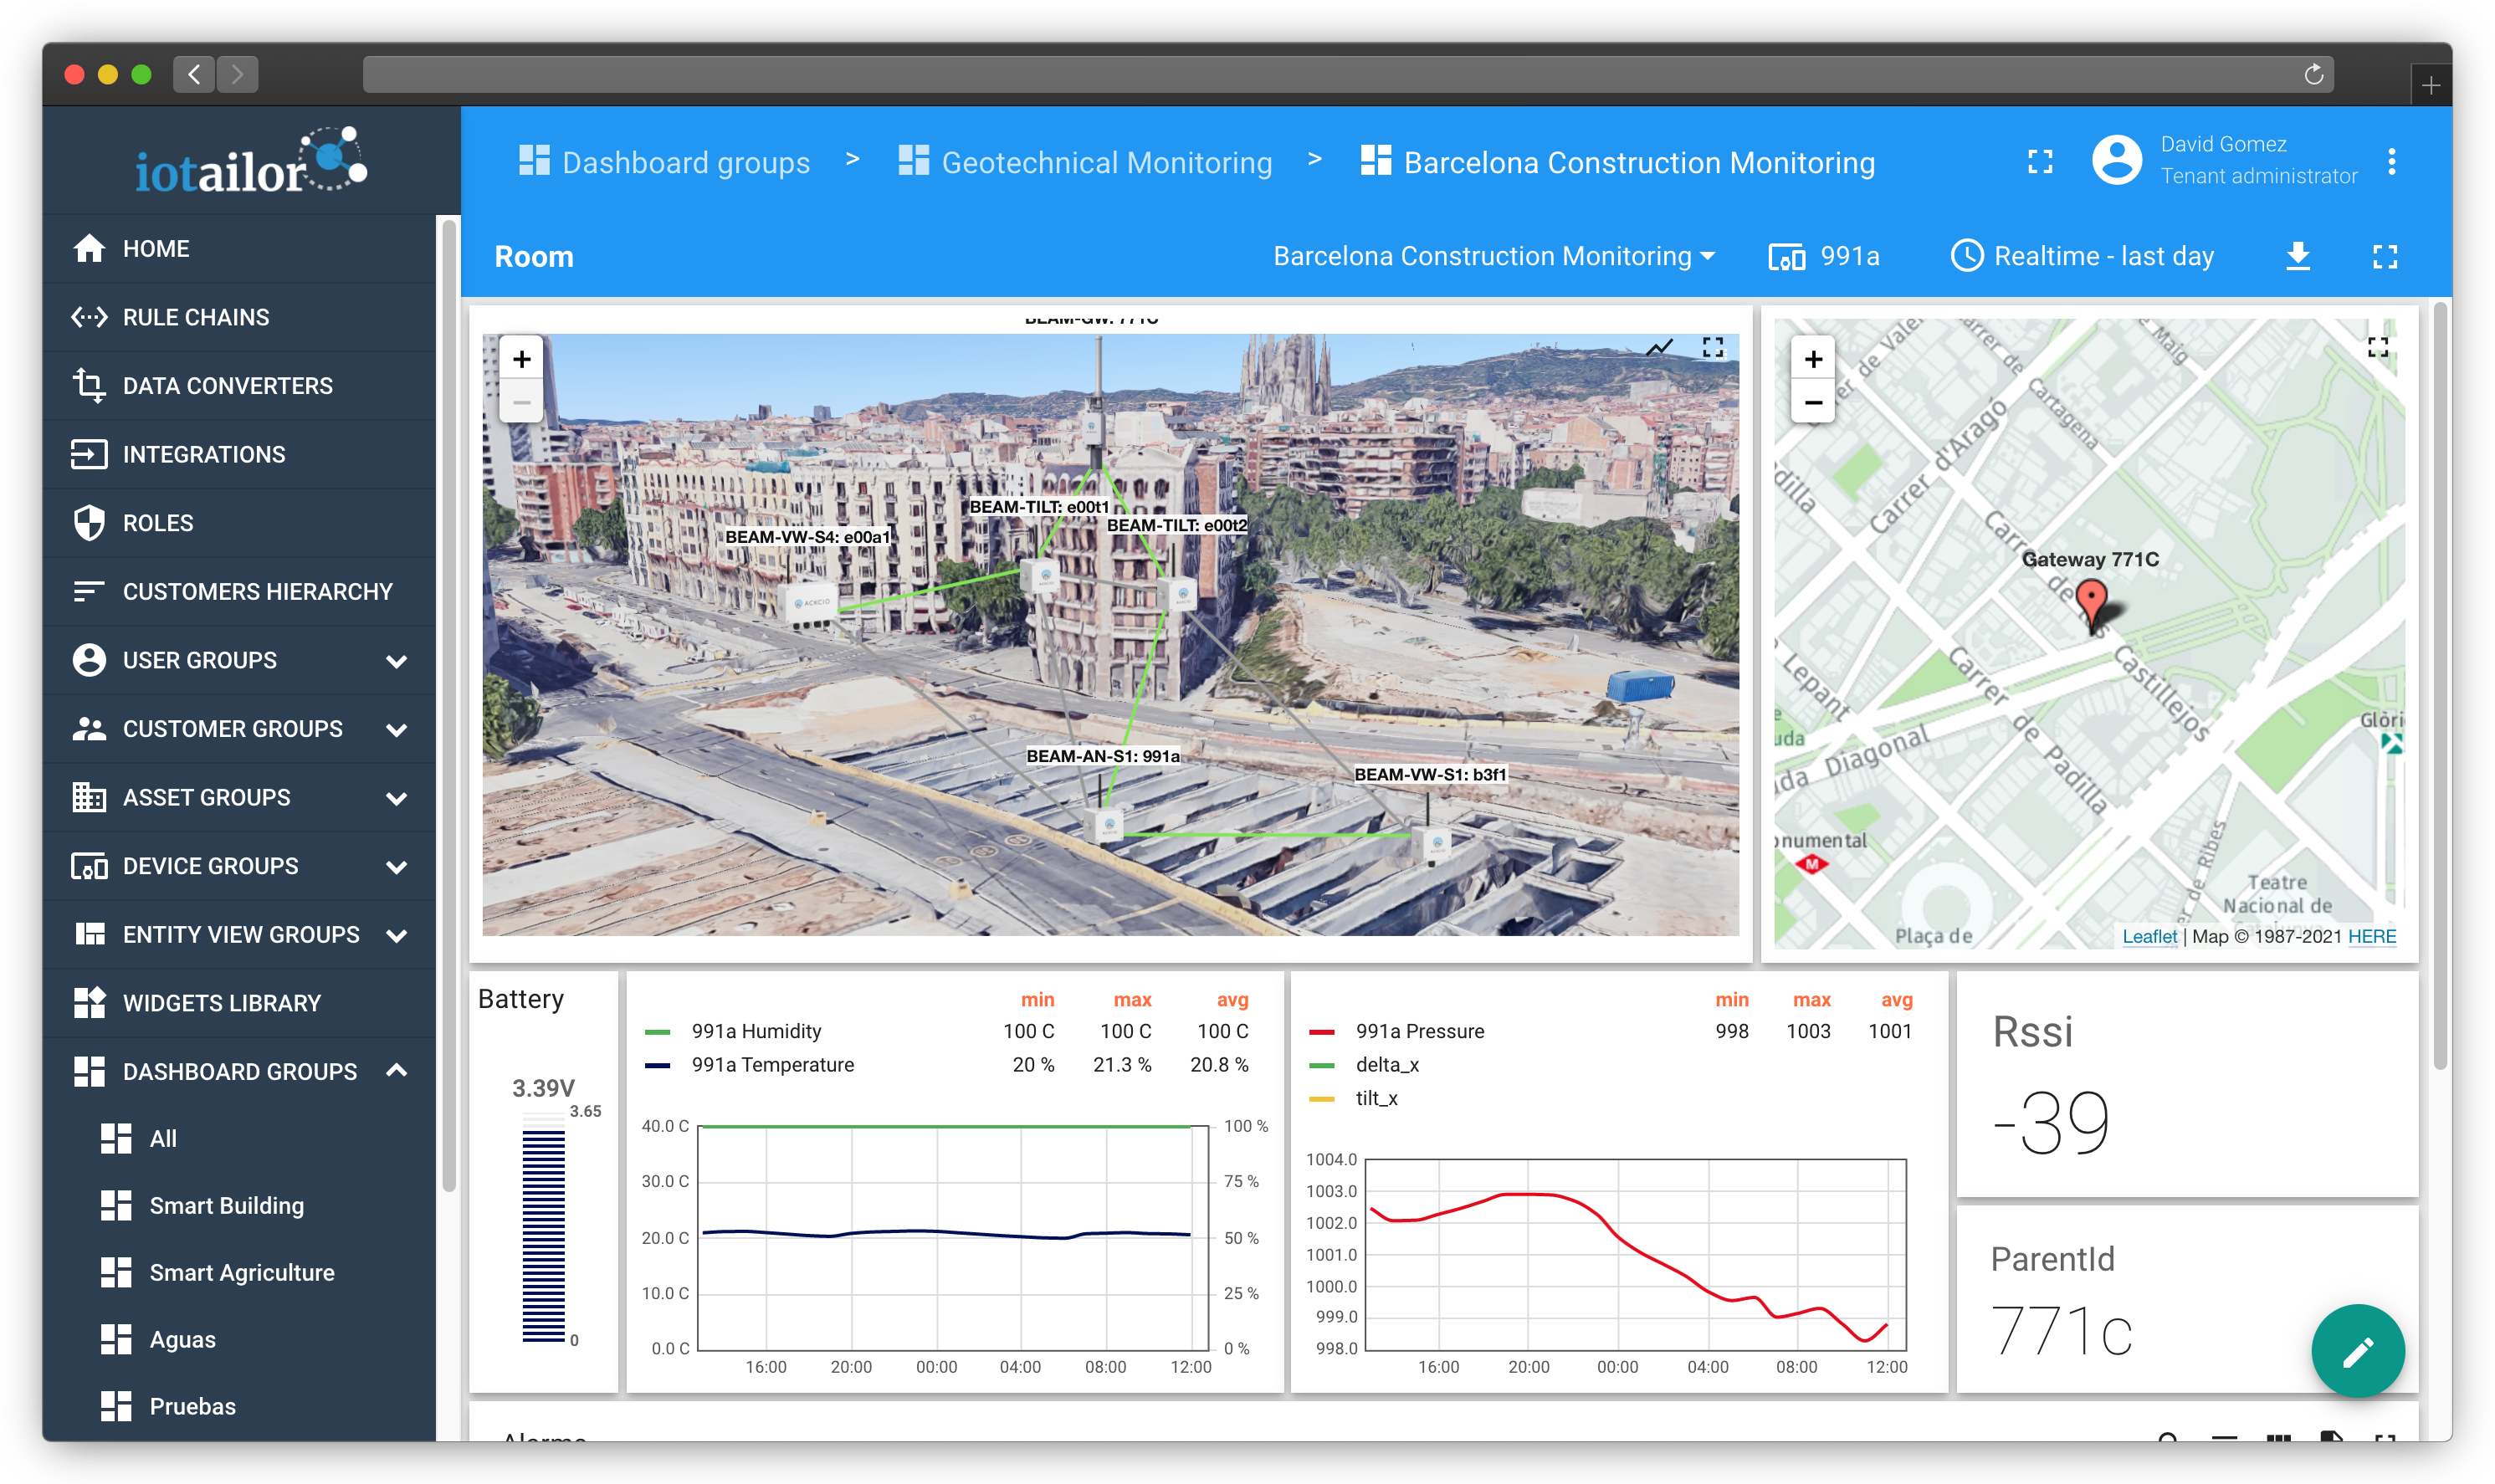 iotailor
Dashboard groups > Geotechnical Monitoring > Barcelona Construction Monitoring
David Gomez
Tenant administrator
Room
Barcelona Construction Monitoring
991a
Realtime - last day
HOME
RULE CHAINS
DATA CONVERTERS
INTEGRATIONS
ROLES
CUSTOMERS HIERARCHY
USER GROUPS
CUSTOMER GROUPS
ASSET GROUPS
DEVICE GROUPS
ENTITY VIEW GROUPS
WIDGETS LIBRARY
DASHBOARD GROUPS
All
Smart Building
Smart Agriculture
Aguas
Pruebas
BEAM-GW: 771C
+
−
BEAM-TILT: e00t1
BEAM-TILT: e00t2
BEAM-VW-S4: e00a1
ACKCIO
BEAM-AN-S1: 991a
BEAM-VW-S1: b3f1
+
−
Carrer de Cartagena
Maig
Carrer d'Aragó
Gateway 771C
Castillejos
Lepant
Carrer de Padilla
Diagonal
Glòri
onumental
M
de Ribes
Teatre
Nacional de
Plaça de
Leaflet | Map © 1987-2021 HERE
Battery
3.39V
3.65
0
min max avg
991a Humidity 100 C 100 C 100 C
991a Temperature 20 % 21.3 % 20.8 %
40.0 C 100 %
30.0 C 75 %
20.0 C 50 %
10.0 C 25 %
0.0 C 0 %
16:00 20:00 00:00 04:00 08:00 12:00
min max avg
991a Pressure 998 1003 1001
delta_x
tilt_x
1004.0
1003.0
1002.0
1001.0
1000.0
999.0
998.0
16:00 20:00 00:00 04:00 08:00 12:00
Rssi
-39
ParentId
771c
Alarms